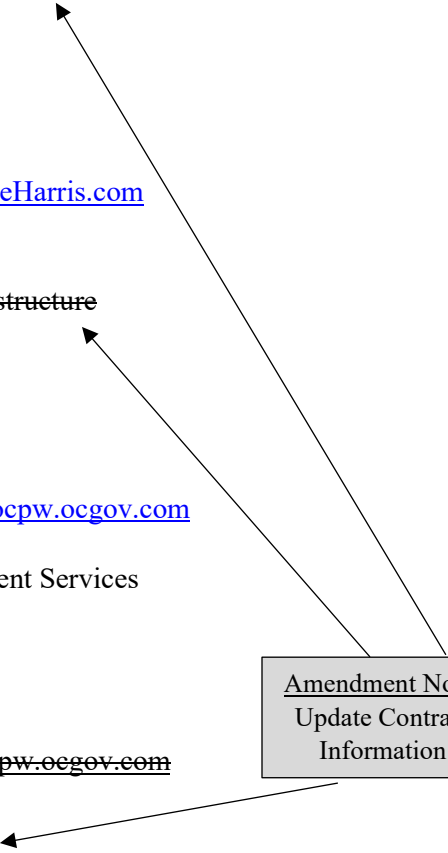 eHarris.com
structure
ocpw.ocgov.com
ent Services
Amendment No
Update Contra
Information
pw.ocgov.com